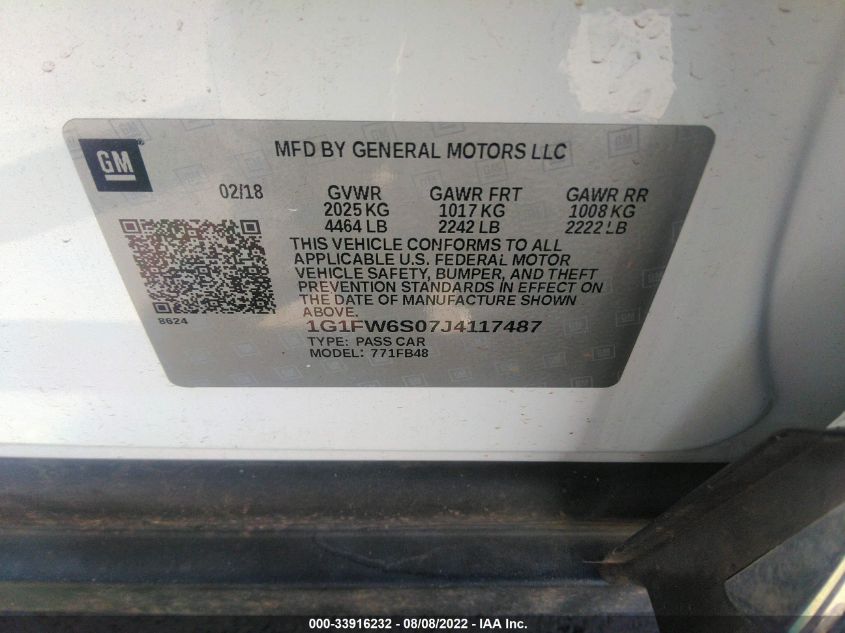 GM
MFD BY GENERAL MOTORS LLC
02/18 GVWR GAWR FRT GAWR RR
2025 KG 1017 KG 1008 KG
4464 LB 2242 LB 2222 LB
THIS VEHICLE CONFORMS TO ALL
APPLICABLE U.S. FEDERAL MOTOR
VEHICLE SAFETY, BUMPER, AND THEFT
PREVENTION STANDARDS IN EFFECT ON
THE DATE OF MANUFACTURE SHOWN
ABOVE.
8624
1G1FW6S07J4117487
TYPE: PASS CAR
MODEL: 771FB48
000-33916232 - 08/08/2022 - IAA Inc.